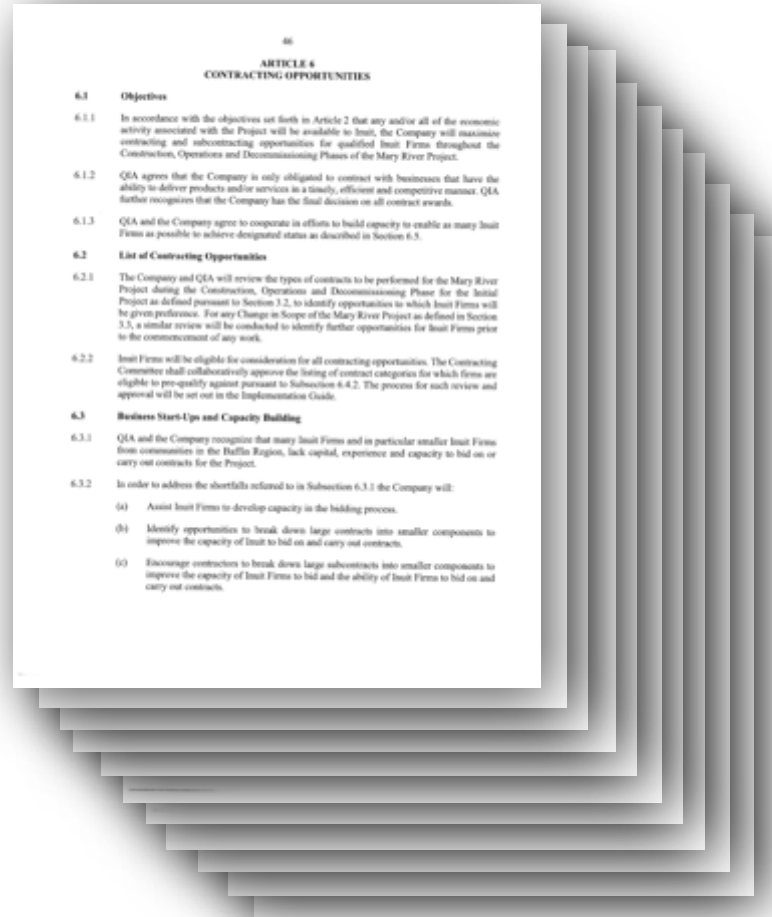 46
ARTICLE 6
CONTRACTING OPPORTUNITIES
6.1 Objectives
6.1.1 In accordance with the objectives set forth in Article 2 that any and/or all of the economic
activity associated with the Project will be available to Inuit, the Company will maximize
contracting and subcontracting opportunities for qualified Inuit Firms throughout the
Construction, Operations and Decommissioning Phases of the Mary River Project.
6.1.2 QIA agrees that the Company is only obligated to contract with businesses that have the
ability to deliver products and/or services in a timely, efficient and competitive manner. QIA
further recognizes that the Company has the final decision on all contract awards.
6.1.3 QIA and the Company agree to cooperate in efforts to build capacity to enable as many Inuit
Firms as possible to achieve designated status as described in Section 6.5.
6.2 List of Contracting Opportunities
6.2.1 The Company and QIA will review the types of contracts to be performed for the Mary River
Project during the Construction, Operations and Decommissioning Phase for the Initial
Project as defined pursuant to Section 3.2, to identify opportunities to which Inuit Firms will
be given preference. For any Change in Scope of the Mary River Project as defined in Section
3.3, a similar review will be conducted to identify further opportunities for Inuit Firms prior
to the commencement of any work.
6.2.2 Inuit Firms will be eligible for consideration for all contracting opportunities. The Contracting
Committee shall collaboratively approve the listing of contract categories for which firms are
eligible to pre-qualify against pursuant to Subsection 6.4.2. The process for such review and
approval will be set out in the Implementation Guide.
6.3 Business Start-Ups and Capacity Building
6.3.1 QIA and the Company recognize that many Inuit Firms and in particular smaller Inuit Firms
from communities in the Baffin Region, lack capital, experience and capacity to bid on or
carry out contracts for the Project.
6.3.2 In order to address the shortfalls referred to in Subsection 6.3.1 the Company will:
(a) Assist Inuit Firms to develop capacity in the bidding process.
(b) Identify opportunities to break down large contracts into smaller components to
improve the capacity of Inuit to bid on and carry out contracts.
(c) Encourage contractors to break down large subcontracts into smaller components to
improve the capacity of Inuit Firms to bid and the ability of Inuit Firms to bid on and
carry out contracts.